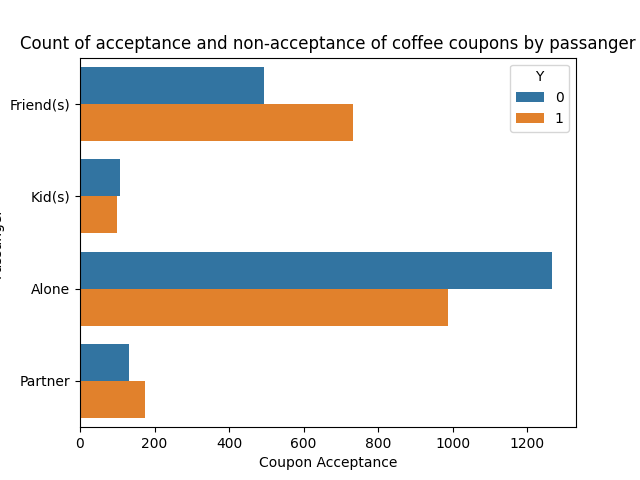 Count of acceptance and non-acceptance of coffee coupons by passanger
Y
0
1
Friend(s)
Kid(s)
Alone
Partner
0 200 400 600 800 1000 1200
Coupon Acceptance